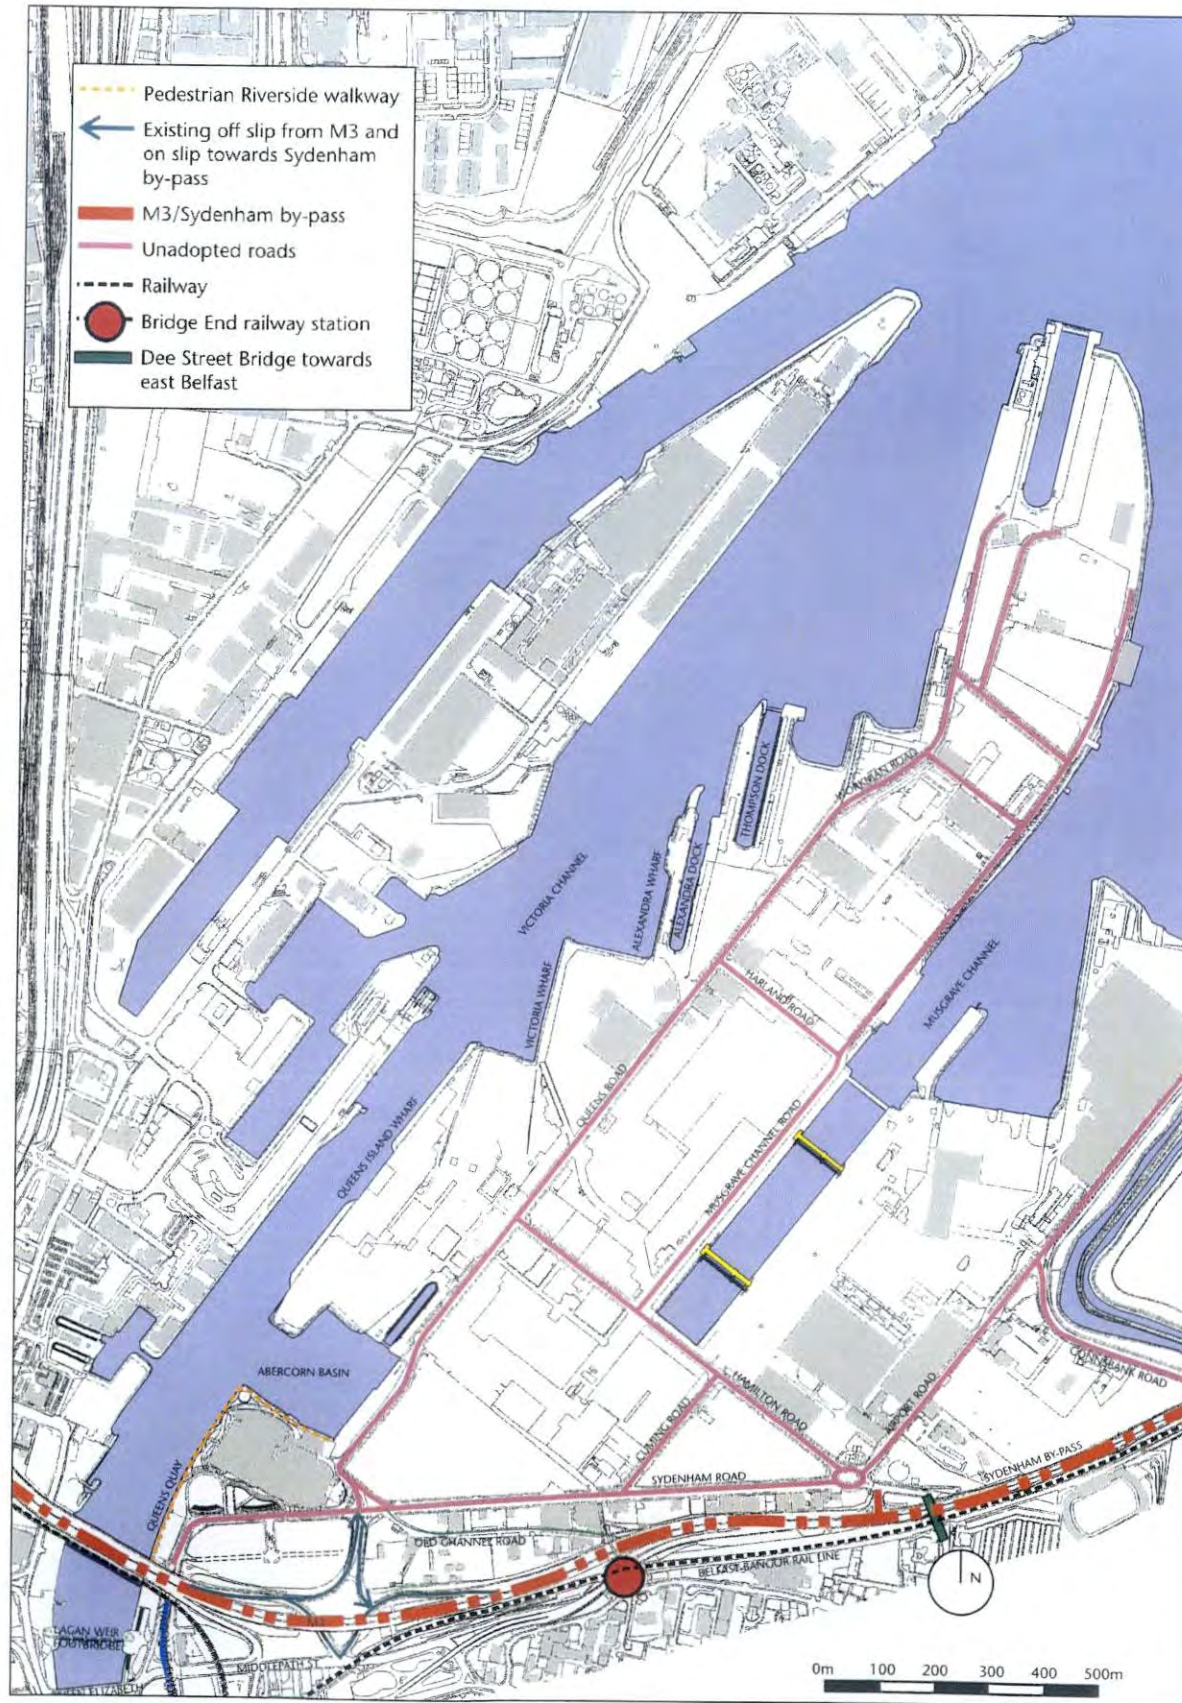 Pedestrian Riverside walkway
Existing off slip from M3 and
on slip towards Sydenham
by-pass
M3/Sydenham by-pass
Unadopted roads
Railway
Bridge End railway station
Dee Street Bridge towards
east Belfast
THOMPSON DOCK
ALEXANDRA WHARF
ALEXANDRA DOCK
VICTORIA CHANNEL
VICTORIA WHARF
MUSGRAVE CHANNEL
HARLAND ROAD
QUEENS ROAD
QUEENS ISLAND WHARF
MUSGRAVE CHANNEL ROAD
ABERCORN BASIN
HAMILTON ROAD
CUMING ROAD
AIRPORT ROAD
SYDENHAM ROAD
SYDENHAM BY-PASS
QUEENS QUAY
OLD CHANNEL ROAD
BELFAST-BANGOR RAIL LINE
N
M3
LAGAN WEIR
FOOTBRIDGE
MIDDLEPATH ST
0m 100 200 300 400 500m